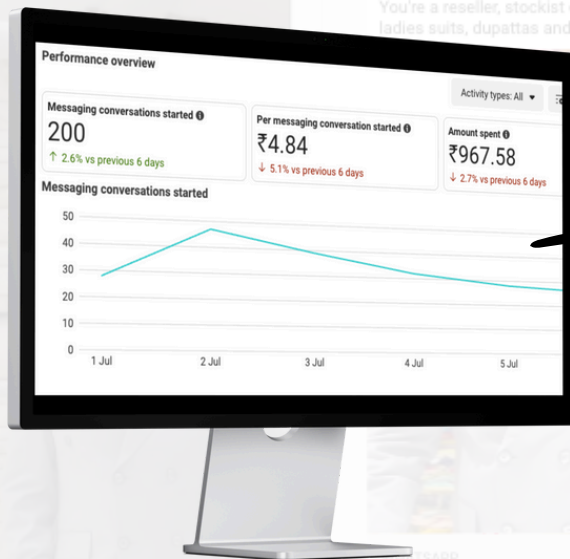 You're a reseller, stockist
ladies suits, dupattas and
Performance overview
Activity types: All
Messaging conversations started
200
↑ 2.6% vs previous 6 days
Per messaging conversation started
₹4.84
↓ 5.1% vs previous 6 days
Amount spent
₹967.58
↓ 2.7% vs previous 6 days
Messaging conversations started
50
40
30
20
10
0
1 Jul
2 Jul
3 Jul
4 Jul
5 Jul